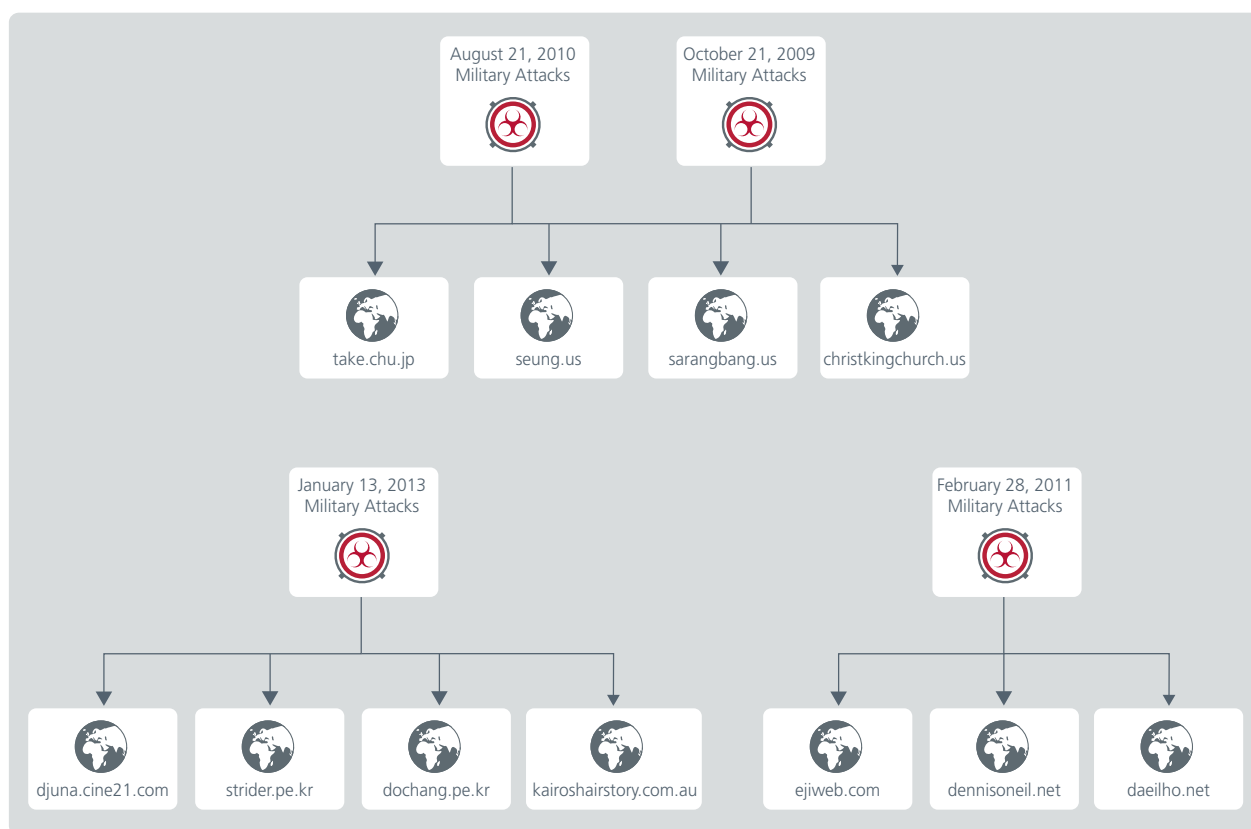 August 21, 2010
Military Attacks
October 21, 2009
Military Attacks
take.chu.jp
seung.us
sarangbang.us
christkingchurch.us
January 13, 2013
Military Attacks
February 28, 2011
Military Attacks
djuna.cine21.com
strider.pe.kr
dochang.pe.kr
kairoshairstory.com.au
ejiweb.com
dennisoneil.net
daeilho.net